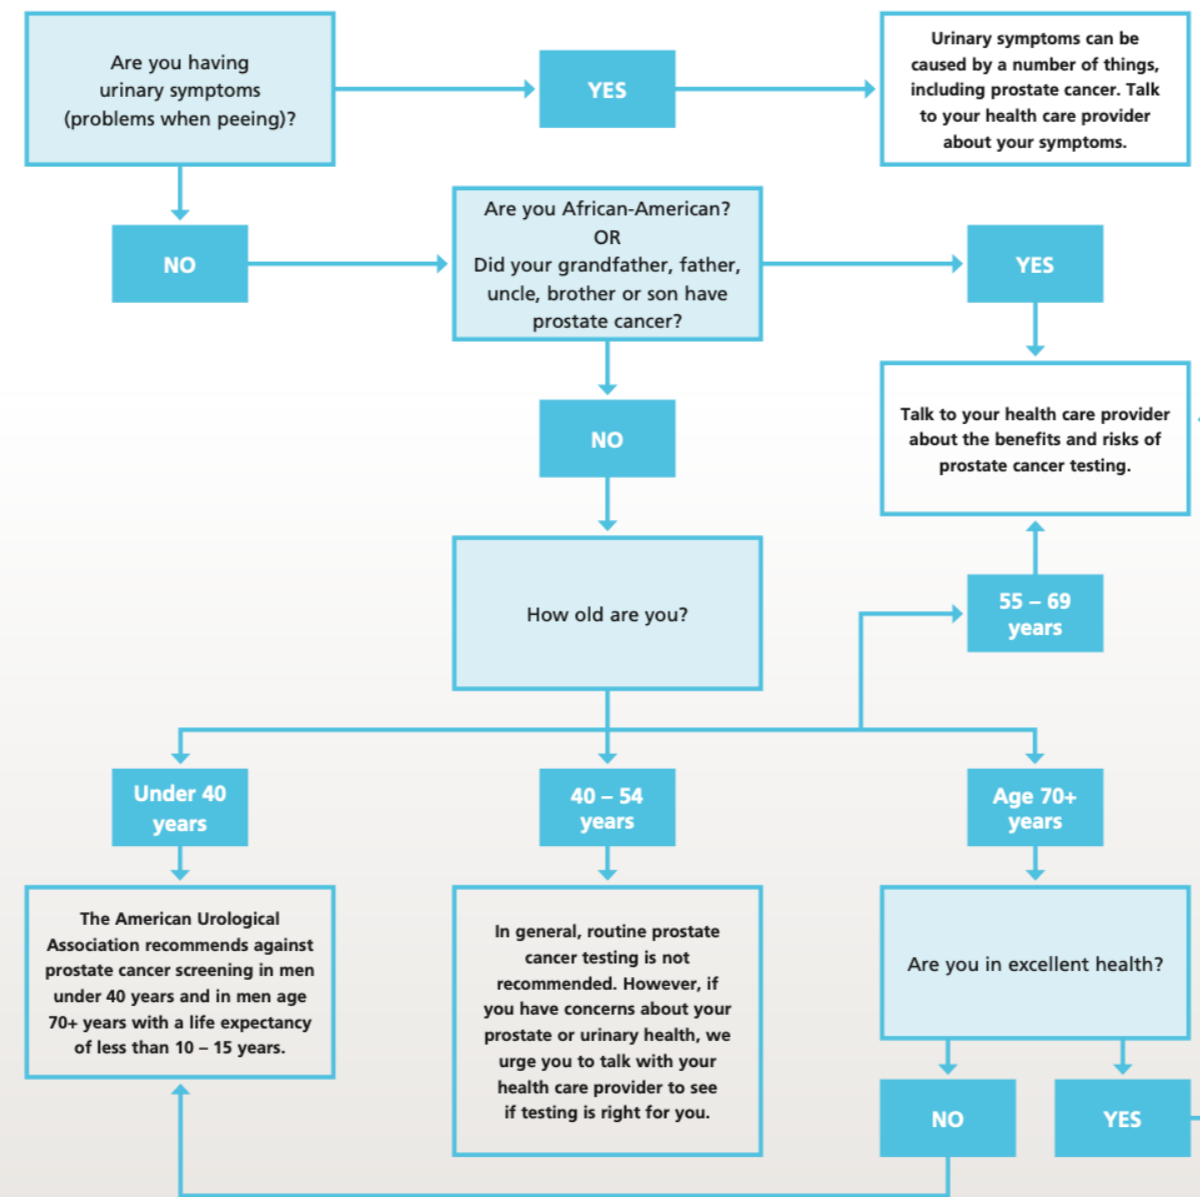 Are you having
urinary symptoms
(problems when peeing)?
YES
Urinary symptoms can be
caused by a number of things,
including prostate cancer. Talk
to your health care provider
about your symptoms.
NO
Are you African-American?
OR
Did your grandfather, father,
uncle, brother or son have
prostate cancer?
YES
NO
Talk to your health care provider
about the benefits and risks of
prostate cancer testing.
How old are you?
55 – 69
years
Under 40
years
40 – 54
years
Age 70+
years
The American Urological
Association recommends against
prostate cancer screening in men
under 40 years and in men age
70+ years with a life expectancy
of less than 10 – 15 years.
In general, routine prostate
cancer testing is not
recommended. However, if
you have concerns about your
prostate or urinary health, we
urge you to talk with your
health care provider to see
if testing is right for you.
Are you in excellent health?
NO
YES